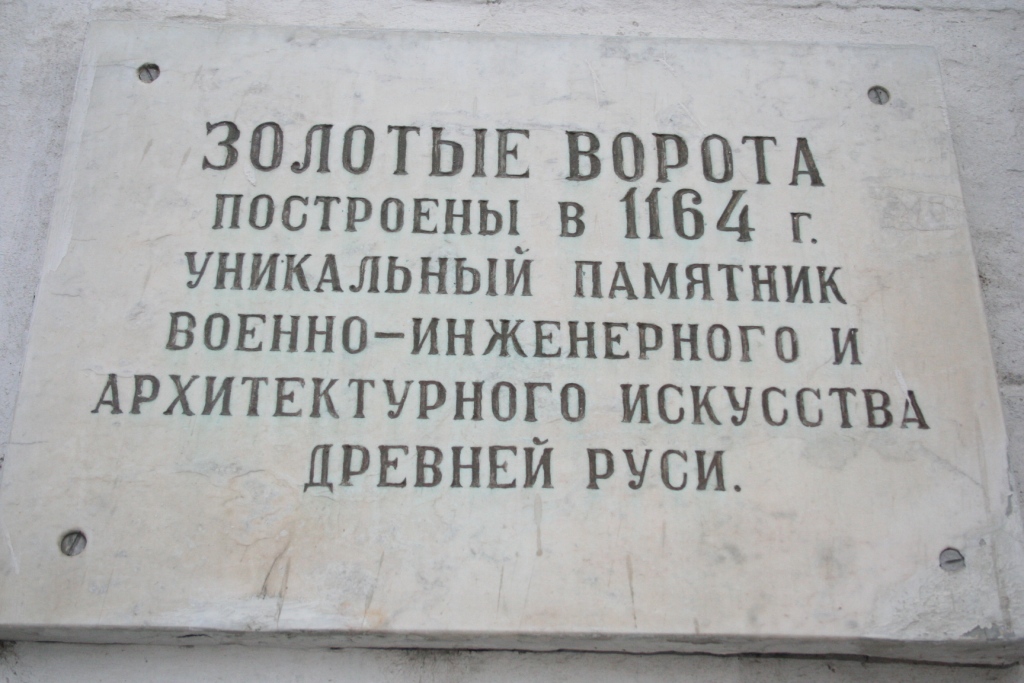 ЗОЛОТЫЕ ВОРОТА
ПОСТРОЕНЫ В 1164 г.
УНИКАЛЬНЫЙ ПАМЯТНИК
ВОЕННО-ИНЖЕНЕРНОГО И
АРХИТЕКТУРНОГО ИСКУССТВА
ДРЕВНЕЙ РУСИ.